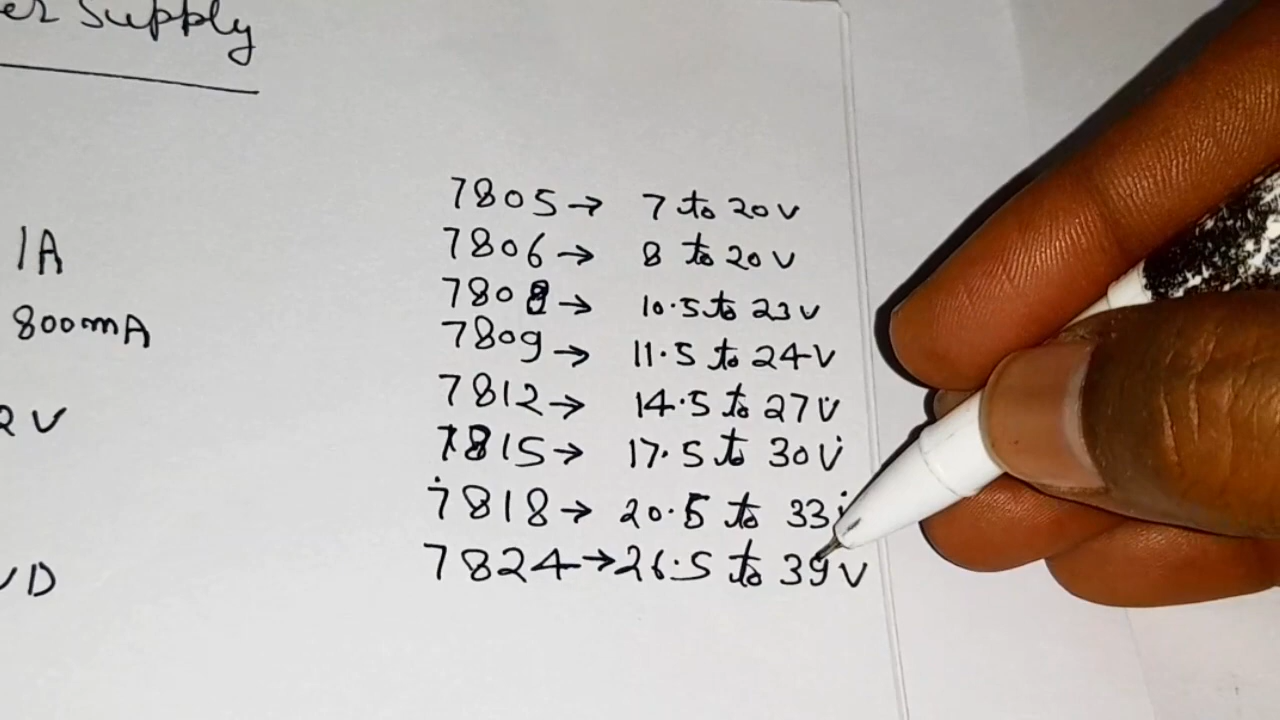 Supply
7805→ 7 to 20V
7806→ 8 to 20V
1A
7808→ 10.5 to 23V
800mA
7809→ 11.5 to 24V
7812→ 14.5 to 27V
2V
7815→ 17.5 to 30V
7818→ 20.5 to 33
7824→26.5 to 39V